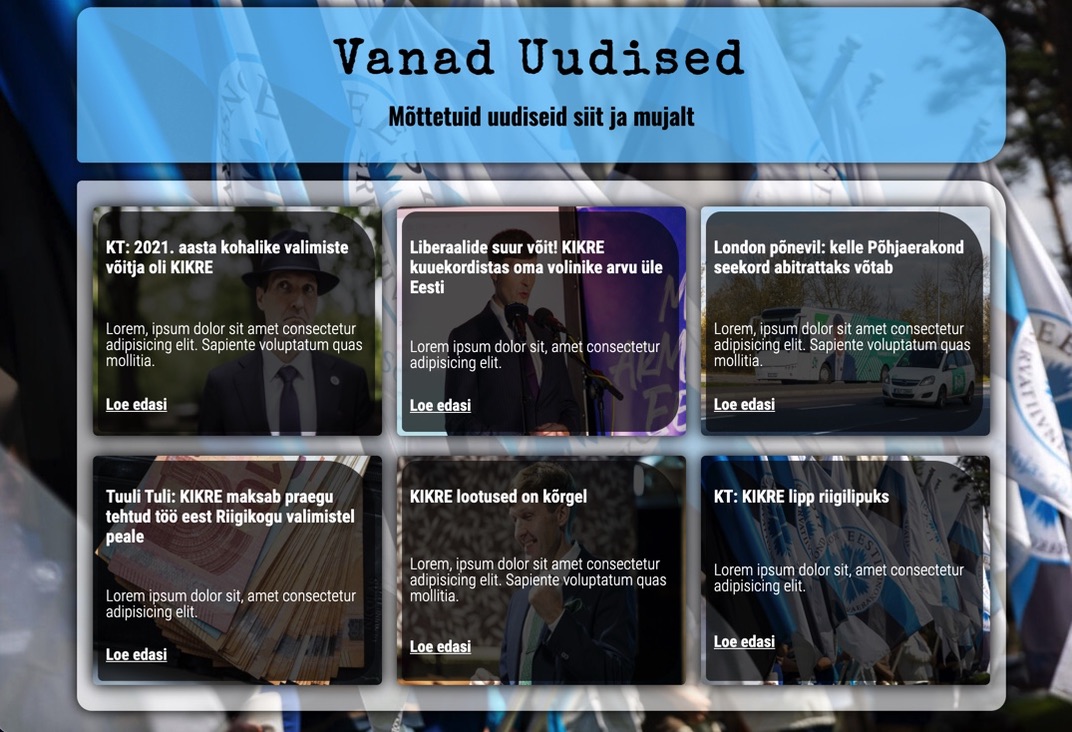 Vanad Uudised
Mõttetuid uudiseid siit ja mujalt
KT: 2021. aasta kohalike valimiste
võitja oli KIKRE
Lorem, ipsum dolor sit amet consectetur
adipisicing elit. Sapiente voluptatum quas
mollitia.
Loe edasi
Liberaalide suur võit! KIKRE
kuuekordistas oma volinike arvu üle
Eesti
Lorem ipsum dolor sit, amet consectetur
adipisicing elit.
Loe edasi
London põnevil: kelle Põhjaerakond
seekord abitrattaks võtab
Lorem, ipsum dolor sit amet consectetur
adipisicing elit. Sapiente voluptatum quas
mollitia.
Loe edasi
Tuuli Tuli: KIKRE maksab praegu
tehtud töö eest Riigikogu valimistel
peale
Lorem ipsum dolor sit, amet consectetur
adipisicing elit.
Loe edasi
KIKRE lootused on kõrgel
Lorem, ipsum dolor sit amet consectetur
adipisicing elit. Sapiente voluptatum quas
mollitia.
Loe edasi
KT: KIKRE lipp riigilipuks
Lorem ipsum dolor sit, amet consectetur
adipisicing elit.
Loe edasi